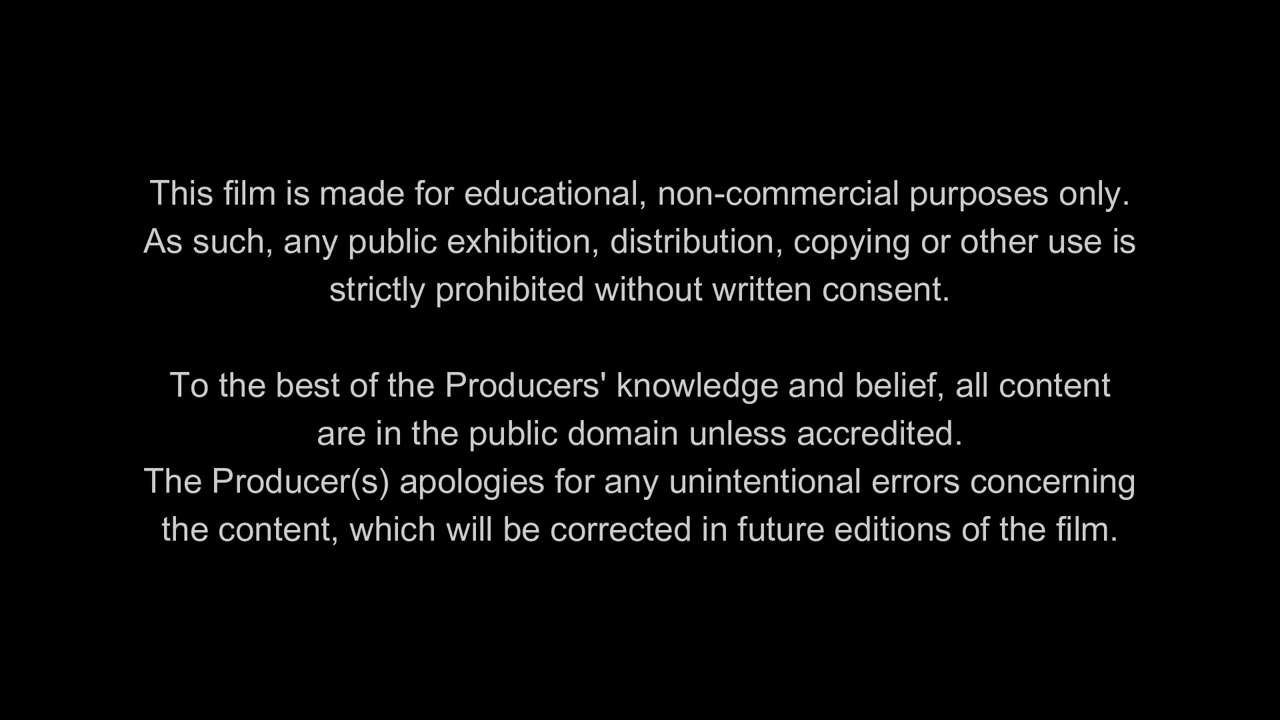 This film is made for educational, non-commercial purposes only.
As such, any public exhibition, distribution, copying or other use is
strictly prohibited without written consent.
To the best of the Producers' knowledge and belief, all content
are in the public domain unless accredited.
The Producer(s) apologies for any unintentional errors concerning
the content, which will be corrected in future editions of the film.